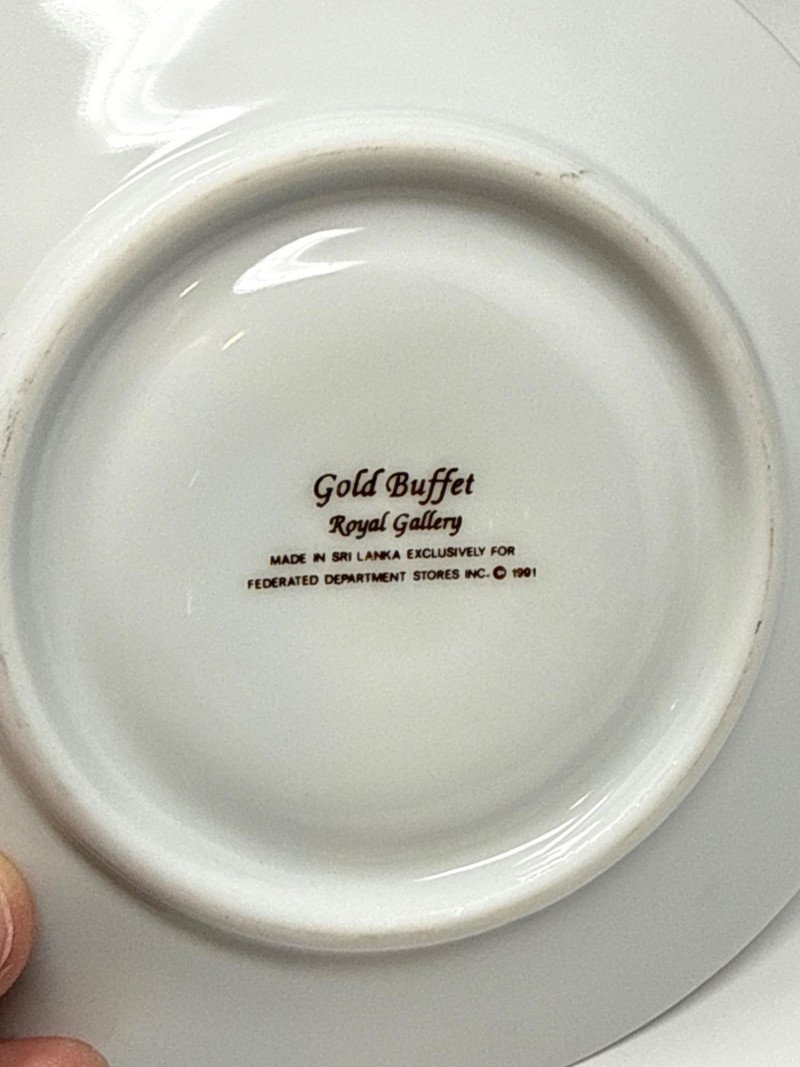 Gold Buffet
Royal Gallery
MADE IN SRI LANKA EXCLUSIVELY FOR
FEDERATED DEPARTMENT STORES INC. © 1991